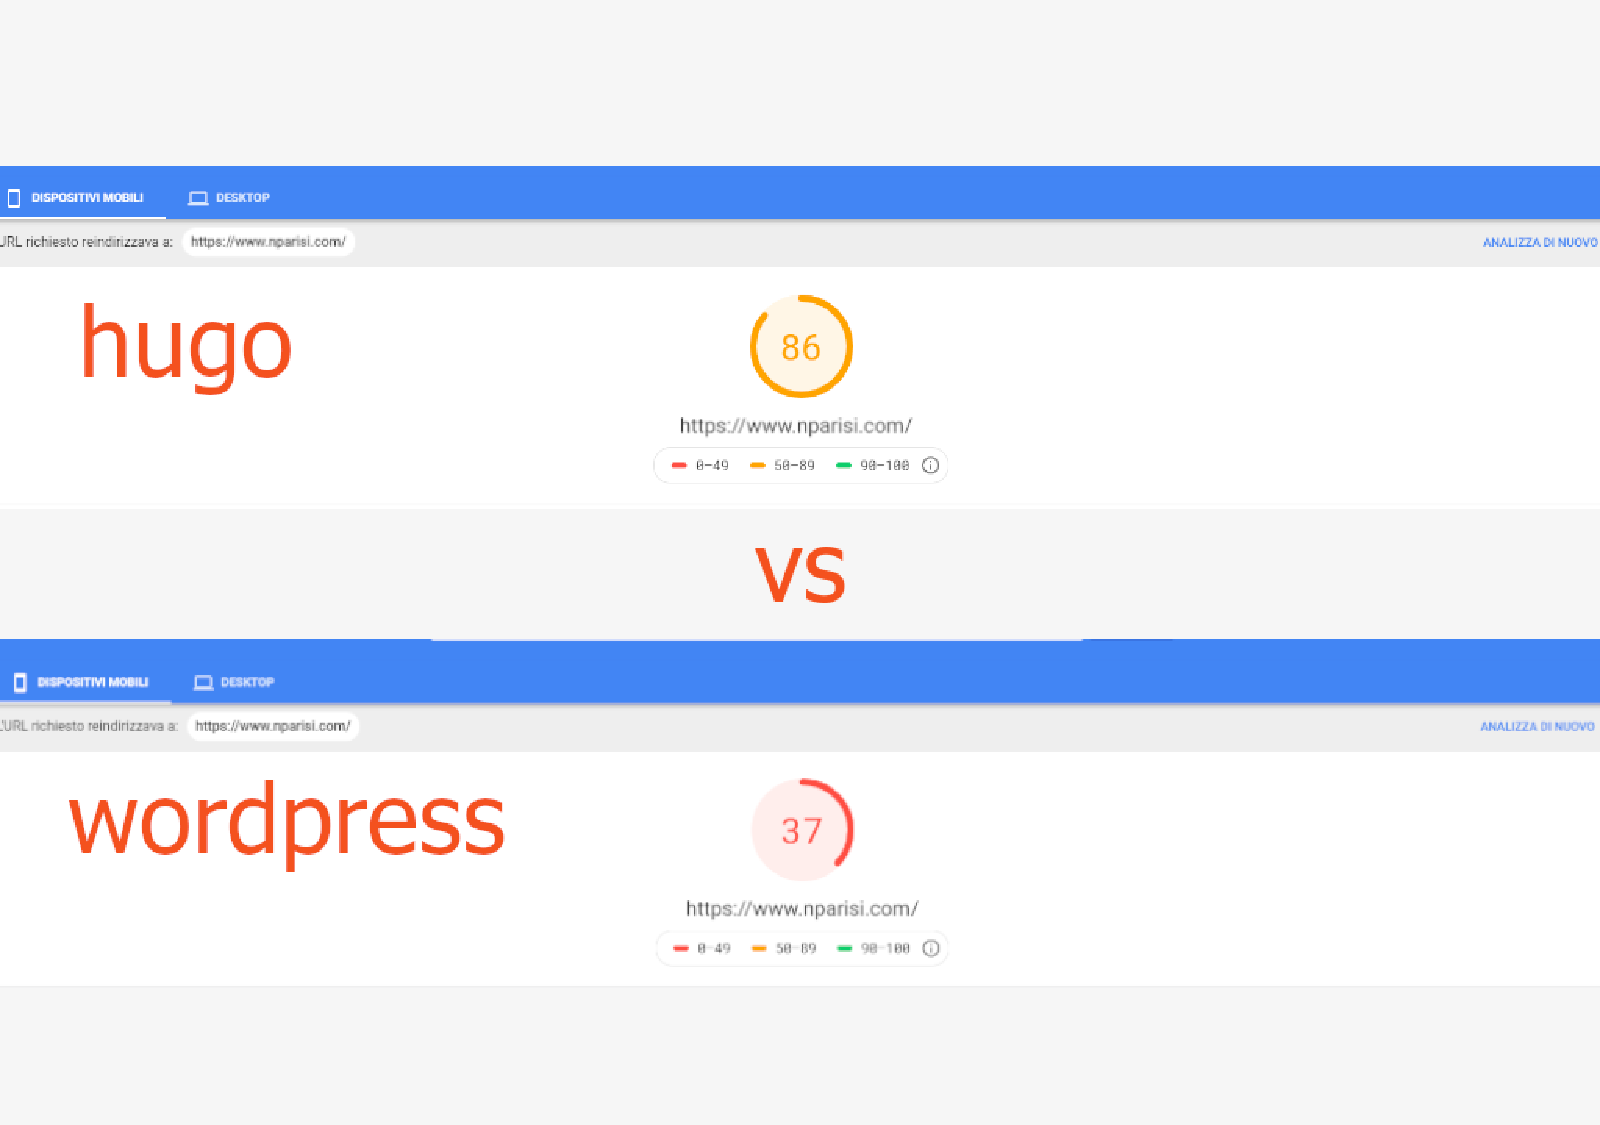 DISPOSITIVI MOBILI DESKTOP
URL richiesto reindirizzava a: https://www.nparisi.com/ ANALIZZA DI NUOVO
hugo
86
https://www.nparisi.com/
0-49 50-89 90-100
vs
DISPOSITIVI MOBILI DESKTOP
L'URL richiesto reindirizzava a: https://www.nparisi.com/ ANALIZZA DI NUOVO
wordpress
37
https://www.nparisi.com/
0-49 50-89 90-100